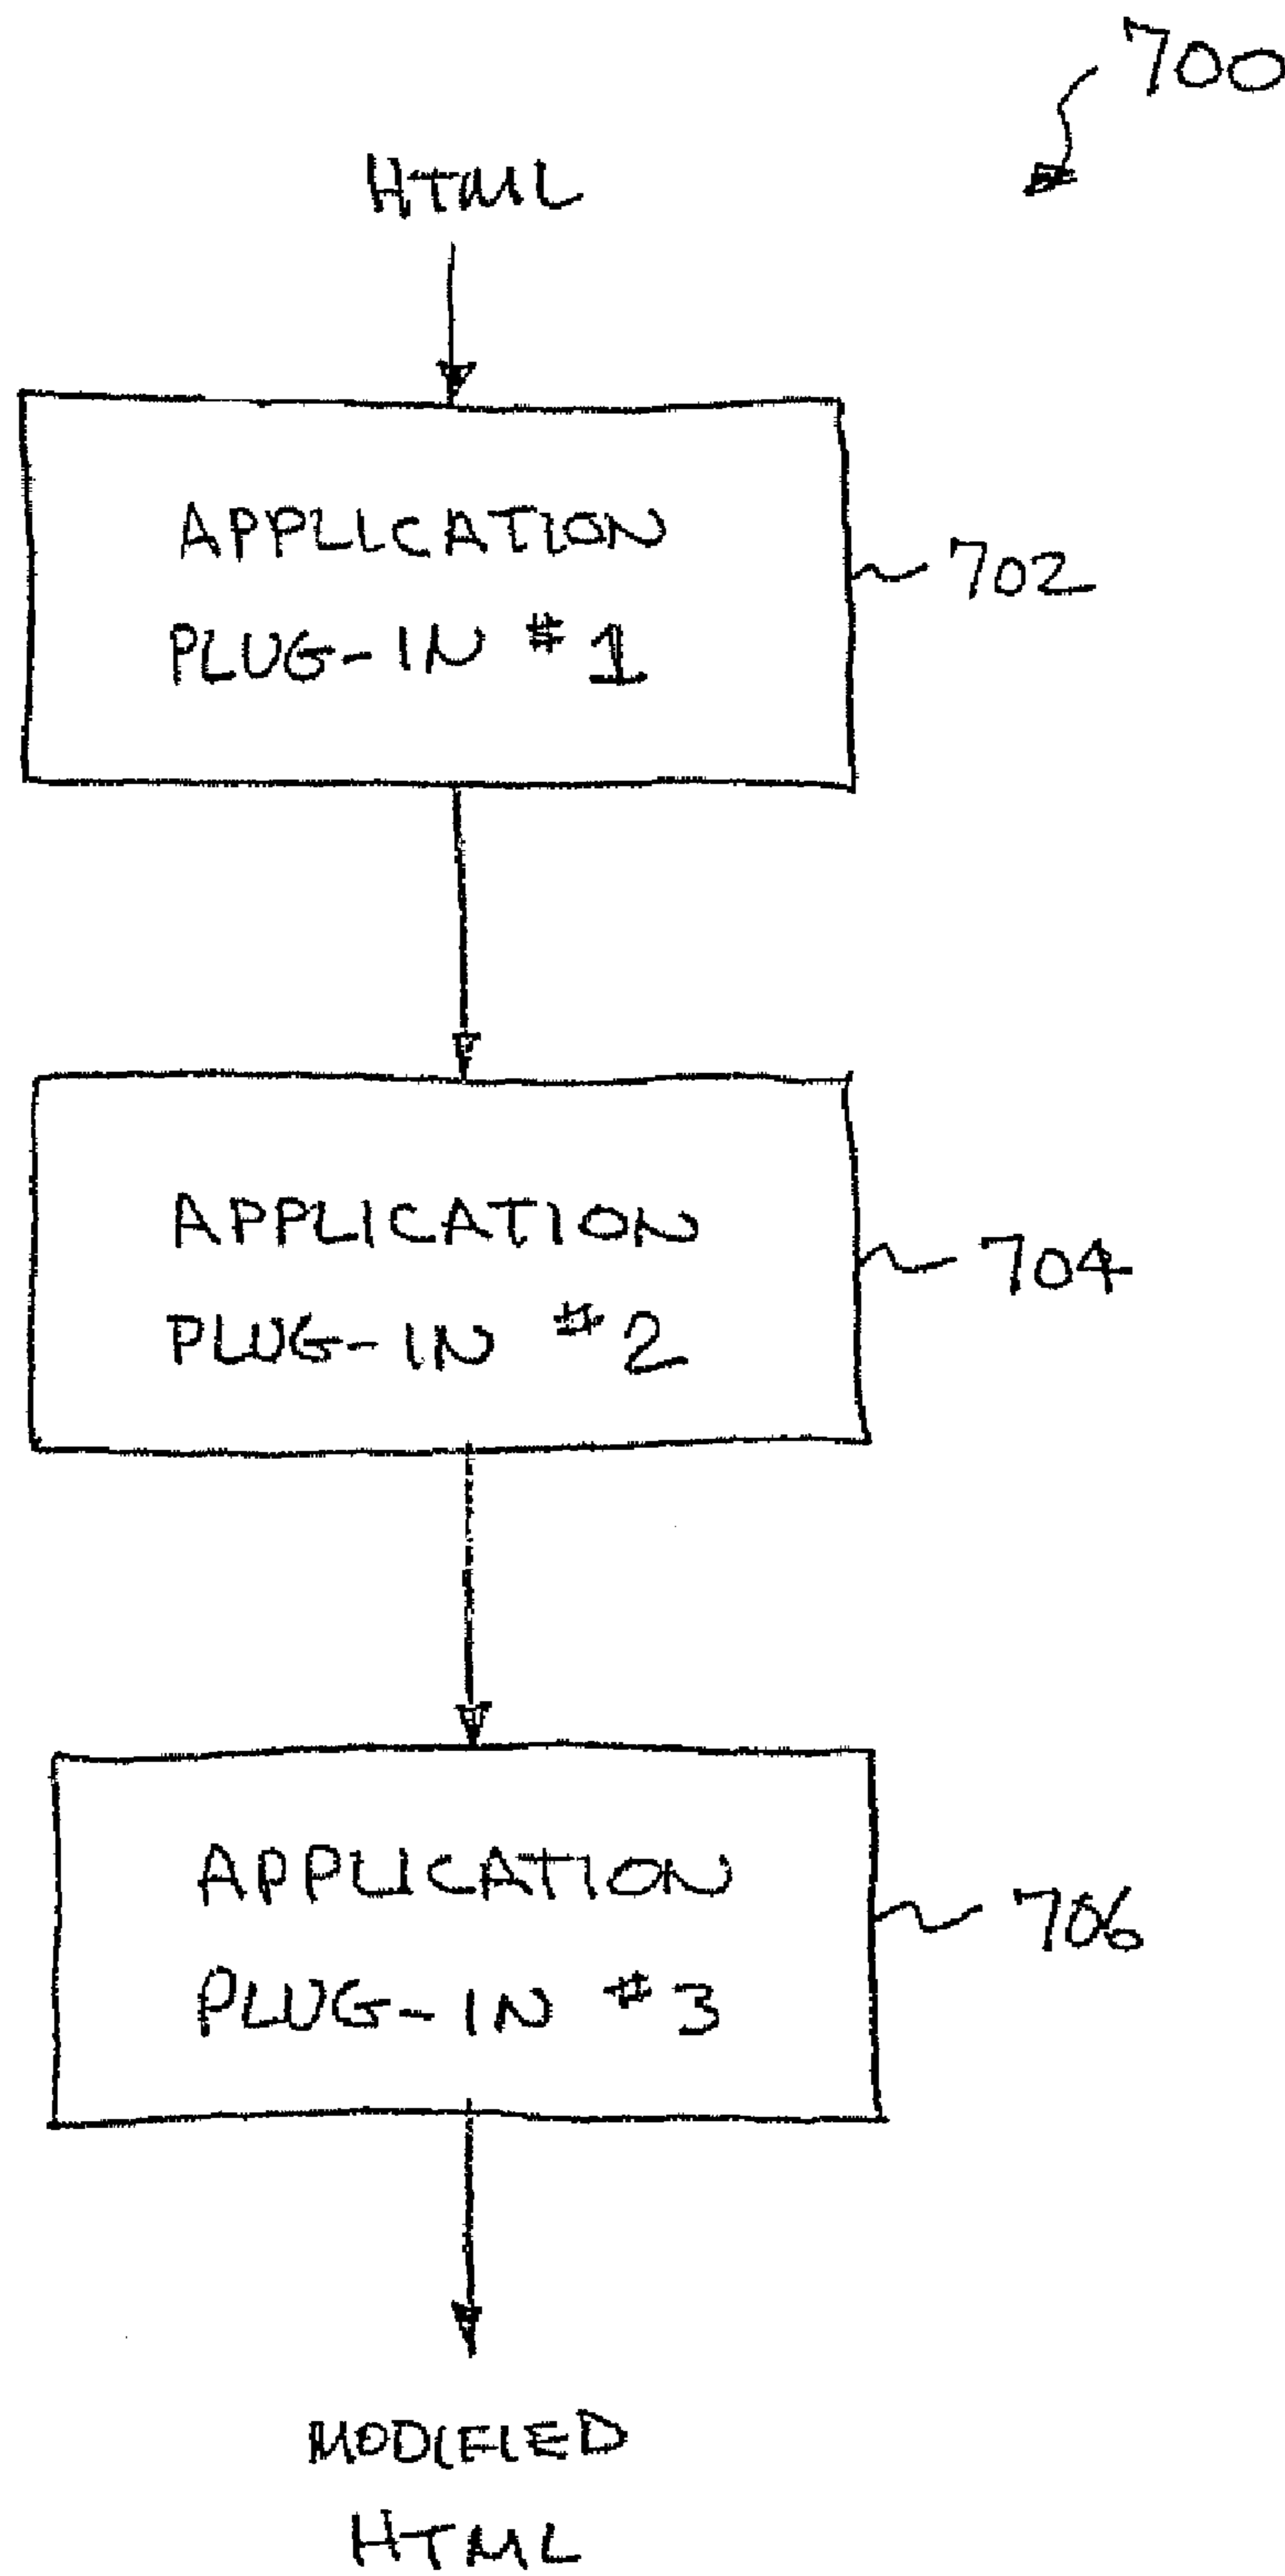 700
HTML
APPLICATION
PLUG-IN #1
702
APPLICATION
PLUG-IN #2
704
APPLICATION
PLUG-IN #3
706
MODIFIED
HTML